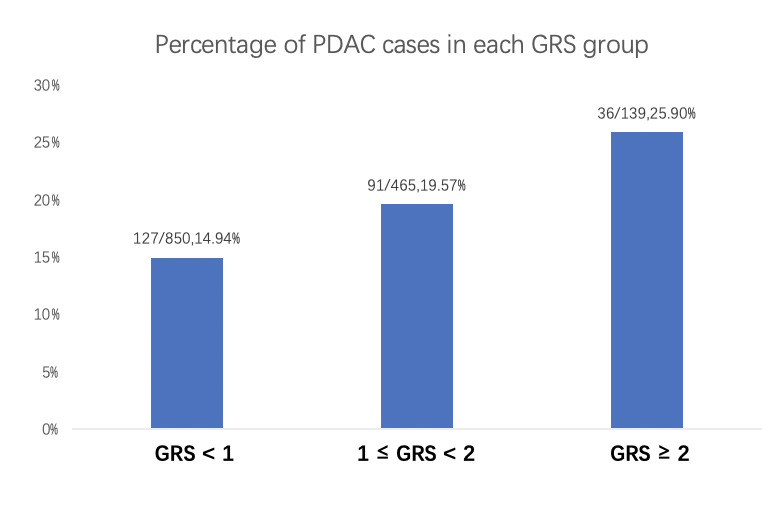 Percentage of PDAC cases in each GRS group
30%
25%
20%
15%
10%
5%
0%
127/850,14.94%
91/465,19.57%
36/139,25.90%
GRS < 1
1 ≤ GRS < 2
GRS ≥ 2